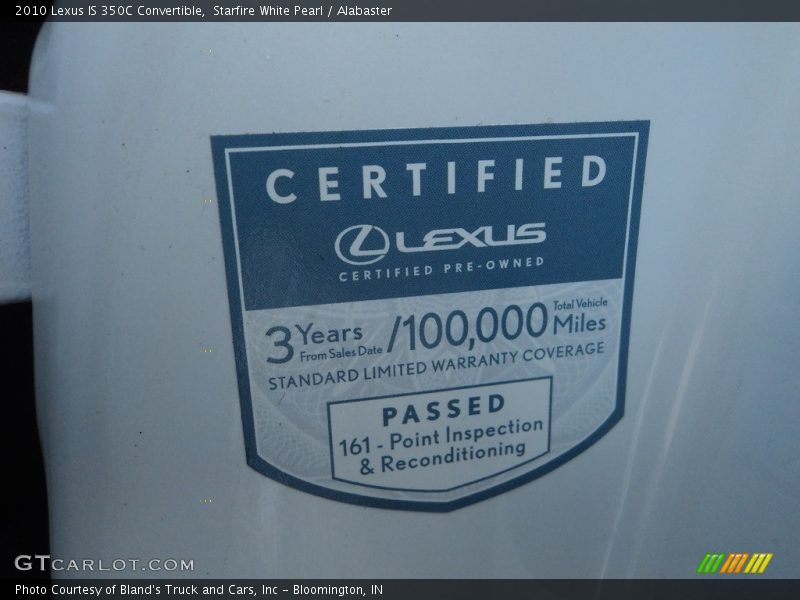 2010 Lexus IS 350C Convertible,  Starfire White Pearl / Alabaster
CERTIFIED
LEXUS
CERTIFIED PRE-OWNED
3 Years From Sales Date /100,000 Total Vehicle Miles
STANDARD LIMITED WARRANTY COVERAGE
PASSED
161 - Point Inspection
& Reconditioning
GTCARLOT.COM
Photo Courtesy of Bland's Truck and Cars, Inc - Bloomington, IN